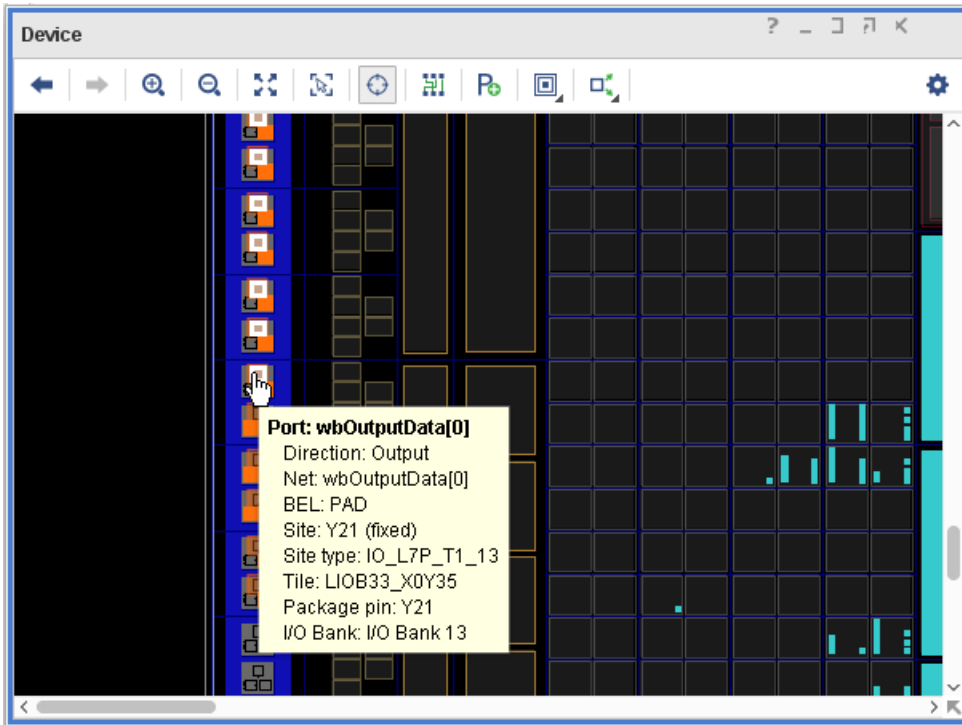 Device
Port: wbOutputData[0]
Direction: Output
Net: wbOutputData[0]
BEL: PAD
Site: Y21 (fixed)
Site type: IO_L7P_T1_13
Tile: LIOB33_X0Y35
Package pin: Y21
I/O Bank: I/O Bank 13